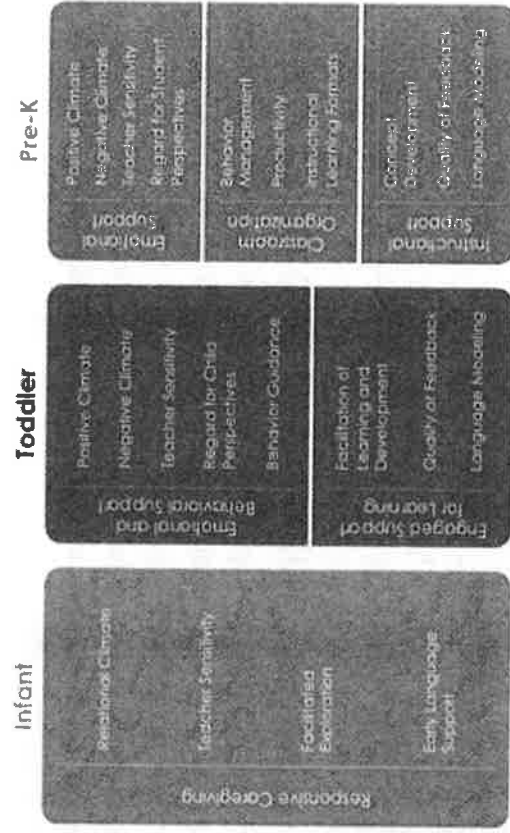 Infant
Responsive Caregiving
Relational Climate
Teacher Sensitivity
Facilitated
Exploration
Early Language
Support
Toddler
Emotional and
Behavioral Support
Positive Climate
Negative Climate
Teacher Sensitivity
Regard for Child
Perspectives
Behavior Guidance
Engaged Support
for Learning
Facilitation of
Learning and
Development
Quality of Feedback
Language Modeling
Pre-K
Emotional
Support
Positive Climate
Negative Climate
Teacher Sensitivity
Regard for Student
Perspectives
Classroom
Organization
Behavior
Management
Productivity
Instructional
Learning Formats
Instructional
Support
Concept
Development
Quality of Feedback
Language Modeling